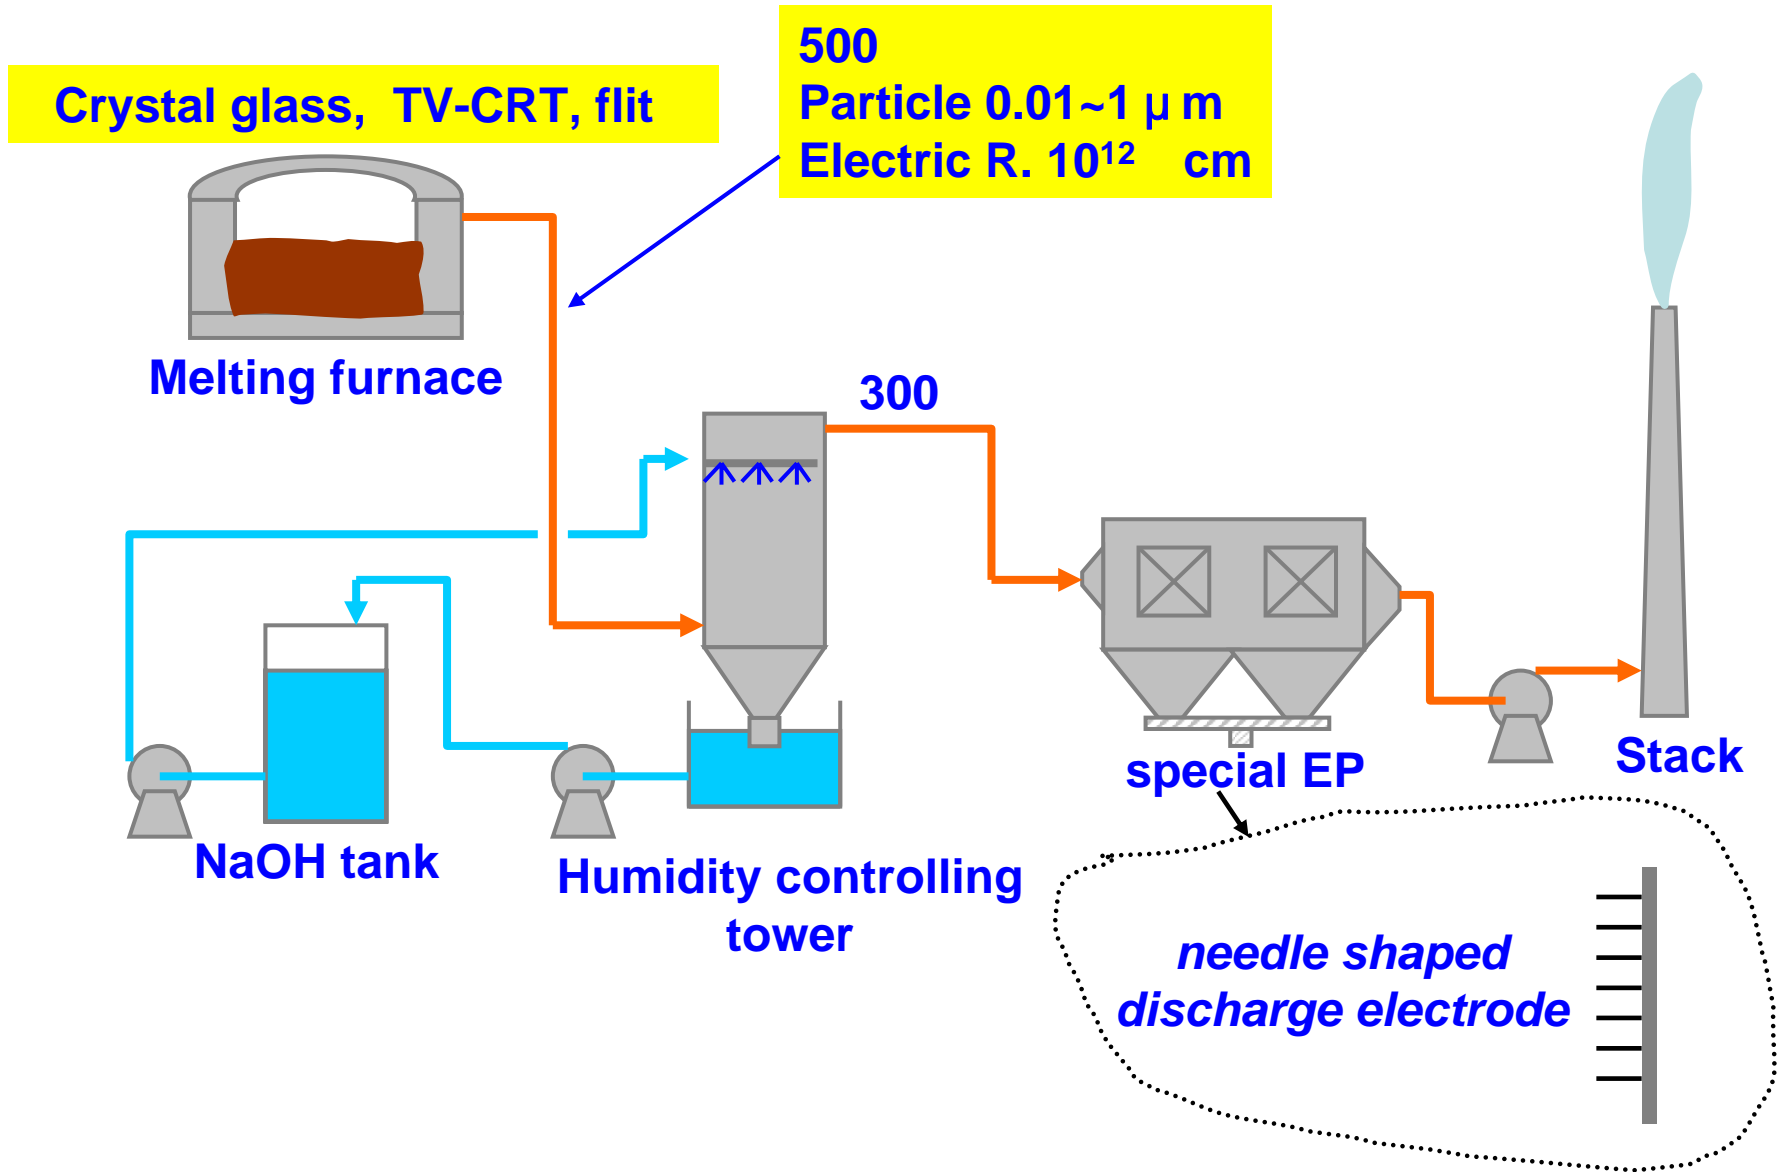 Crystal glass, TV-CRT, flit
500
Particle 0.01~1 μ m
Electric R. 10¹² cm
Melting furnace
300
special EP
Stack
NaOH tank
Humidity controlling
tower
needle shaped
discharge electrode